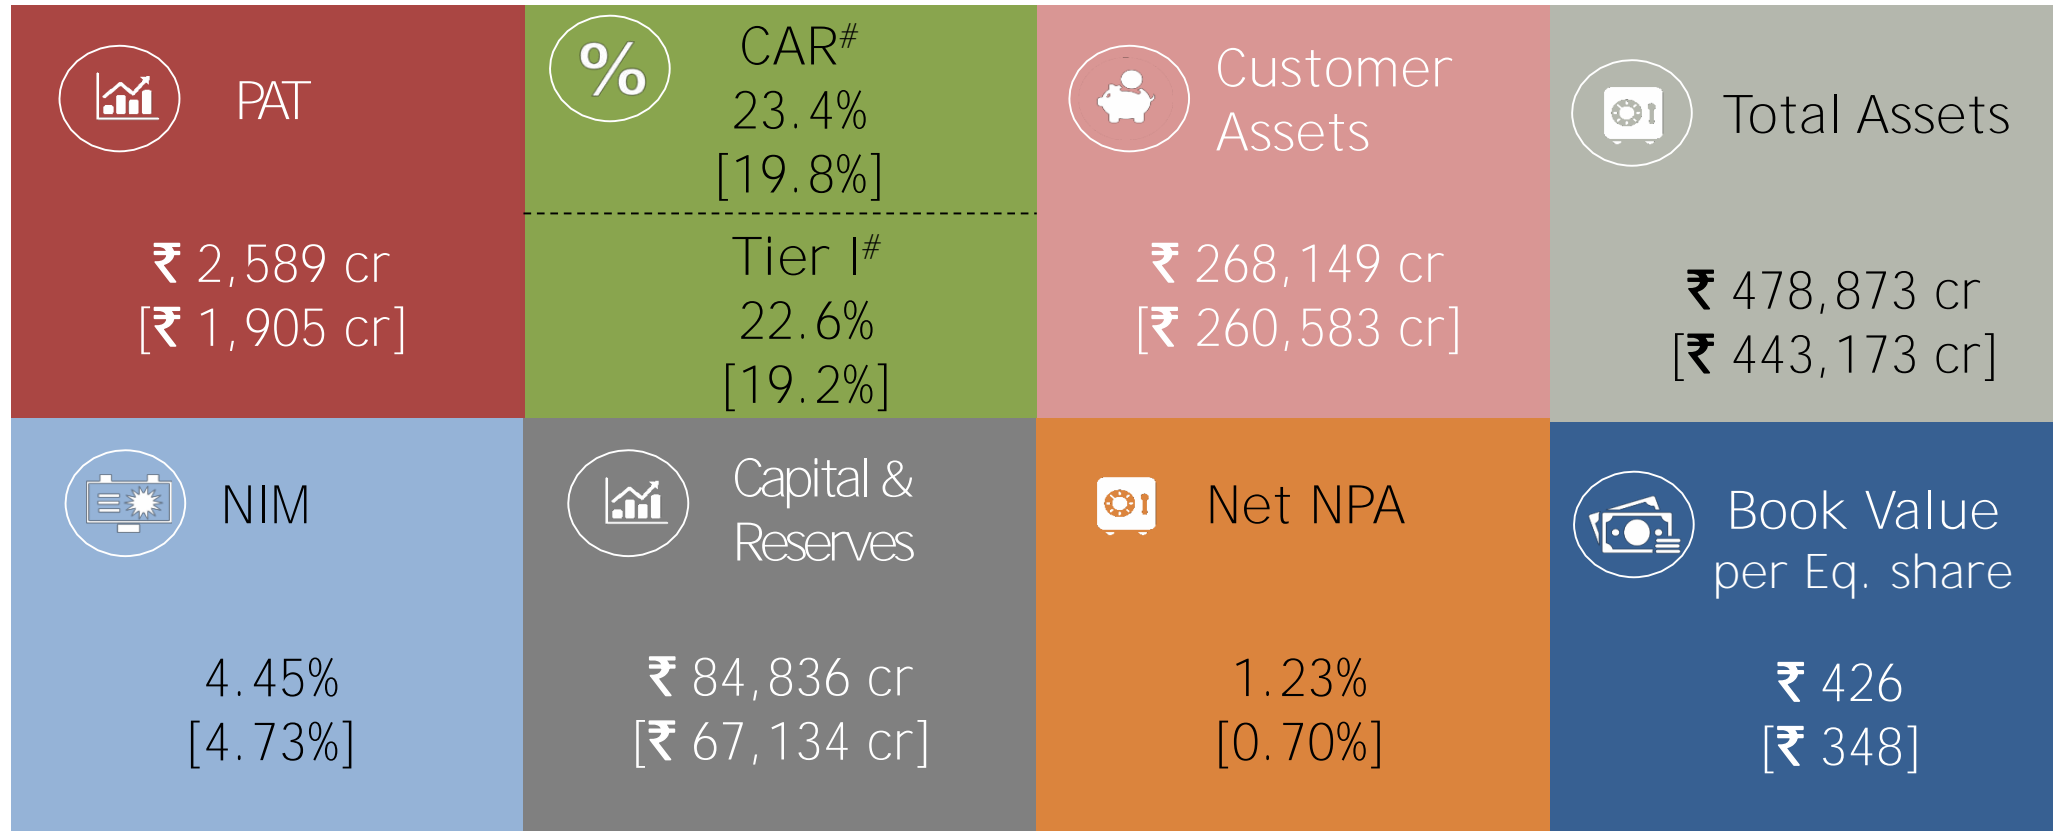 PAT
₹ 2,589 cr
[₹ 1,905 cr]
%
CAR#
23.4%
[19.8%]
Tier I#
22.6%
[19.2%]
Customer
Assets
₹ 268,149 cr
[₹ 260,583 cr]
Total Assets
₹ 478,873 cr
[₹ 443,173 cr]
NIM
4.45%
[4.73%]
Capital &
Reserves
₹ 84,836 cr
[₹ 67,134 cr]
Net NPA
1.23%
[0.70%]
Book Value
per Eq. share
₹ 426
[₹ 348]